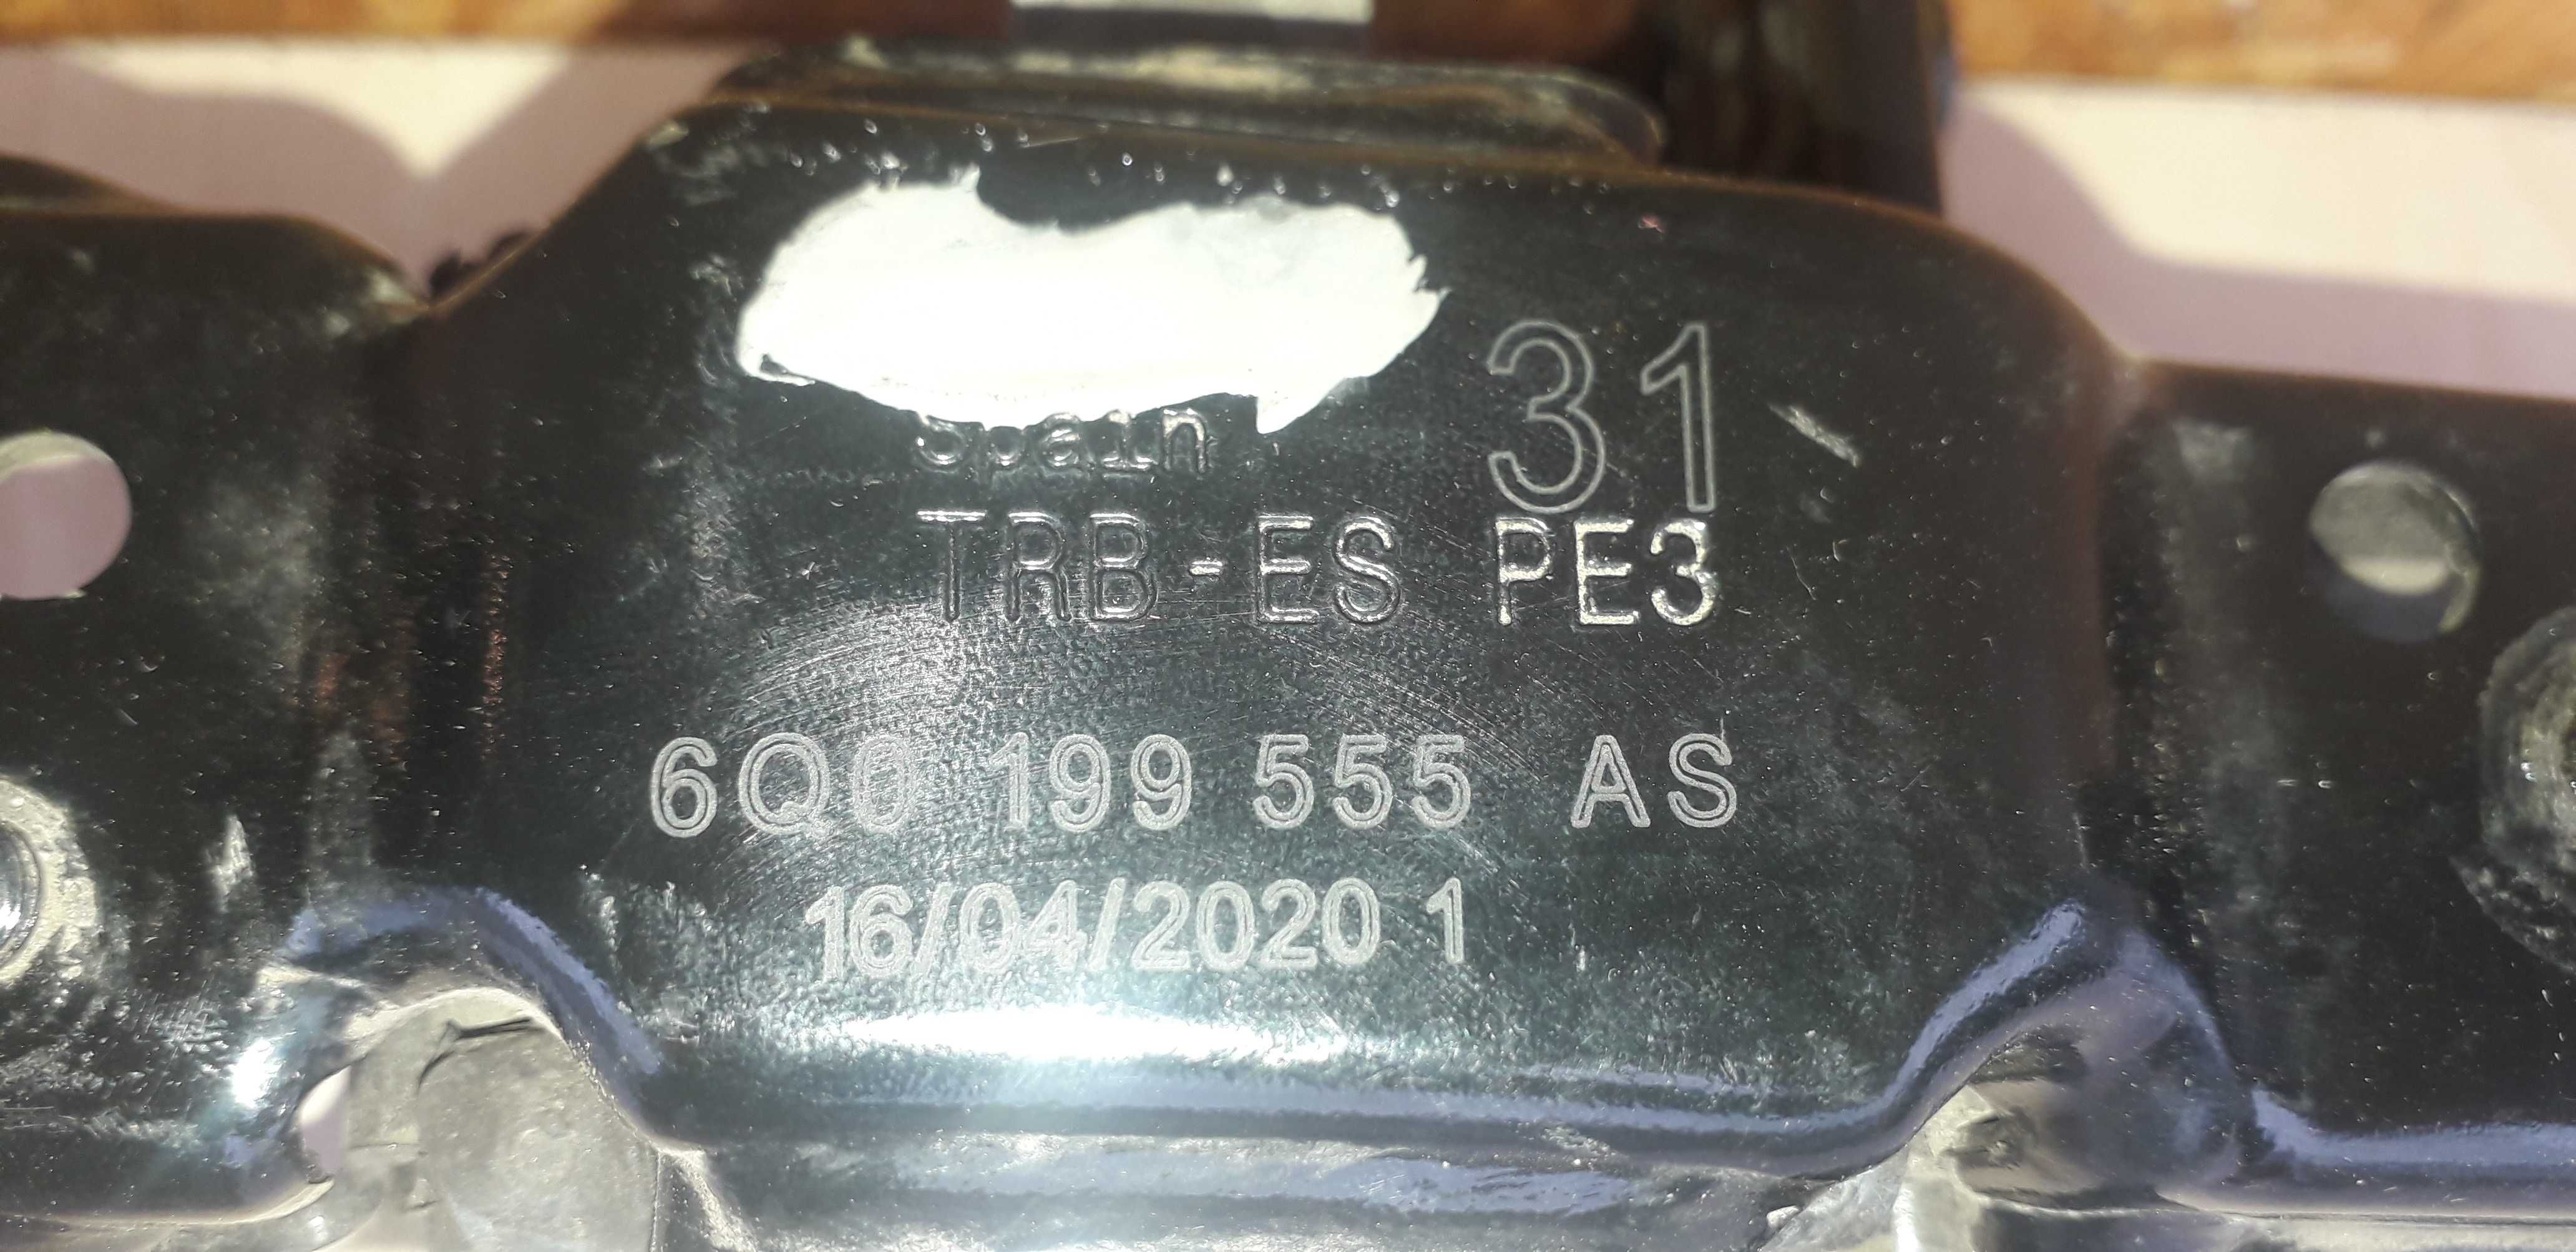 31
Spain
TRB-ES PE3
6Q0 199 555 AS
16/04/2020 1